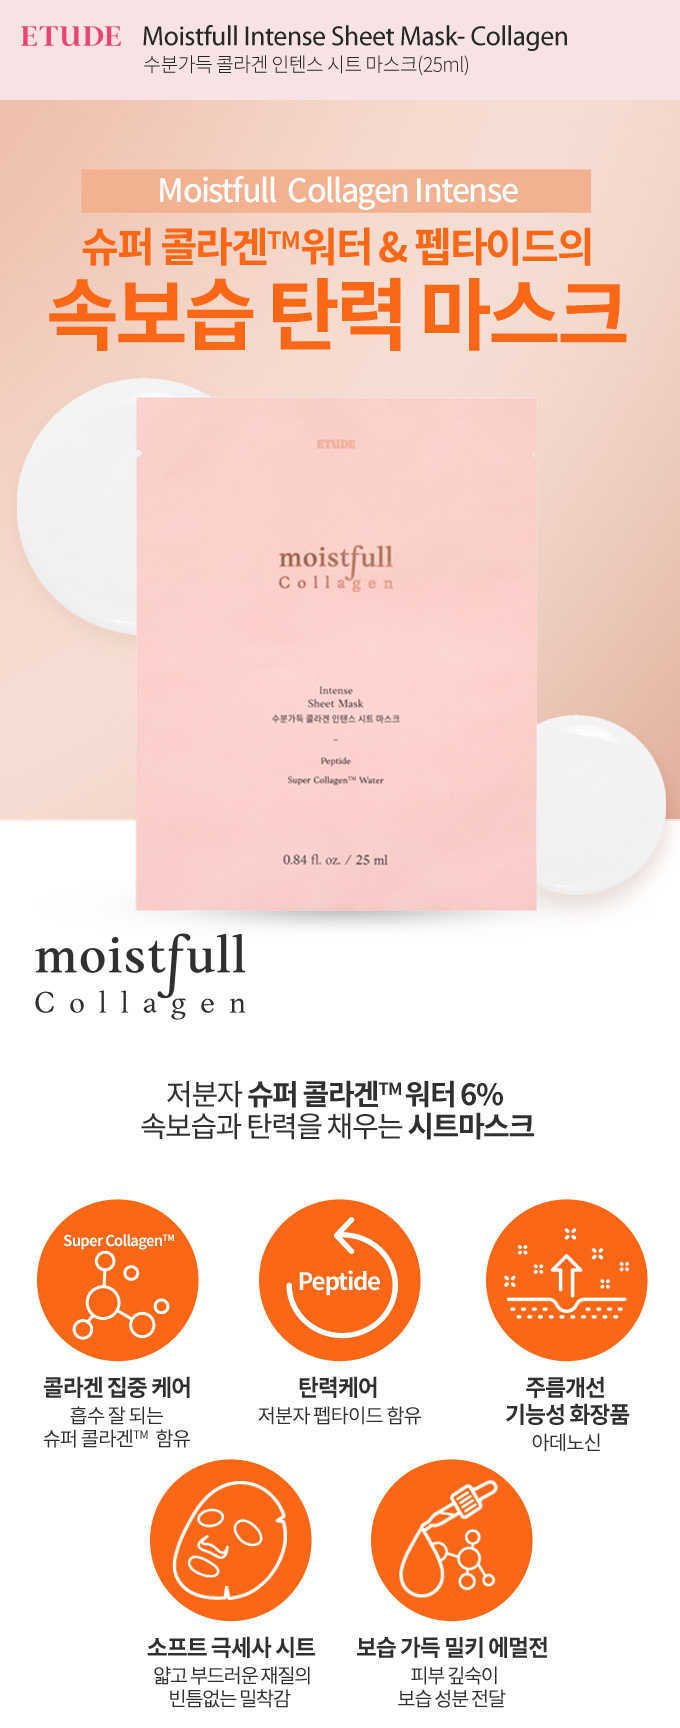 ETUDE Moistfull Intense Sheet Mask- Collagen
수분가득 콜라겐 인텐스 시트 마스크(25ml)
Moistfull Collagen Intense
슈퍼 콜라겐™워터 & 펩타이드의
속보습 탄력 마스크
ETUDE
moistfull
Collagen
Intense
Sheet Mask
수분가득 콜라겐 인텐스 시트 마스크
-
Peptide
Super Collagen™ Water
0.84 fl. oz. / 25 ml
moistfull
Collagen
저분자 슈퍼 콜라겐™ 워터 6%
속보습과 탄력을 채우는 시트마스크
Super Collagen™
콜라겐 집중 케어
흡수 잘 되는
슈퍼 콜라겐™ 함유
Peptide
탄력케어
저분자 펩타이드 함유
주름개선
기능성 화장품
아데노신
소프트 극세사 시트
얇고 부드러운 재질의
빈틈없는 밀착감
보습 가득 밀키 에멀전
피부 깊숙이
보습 성분 전달